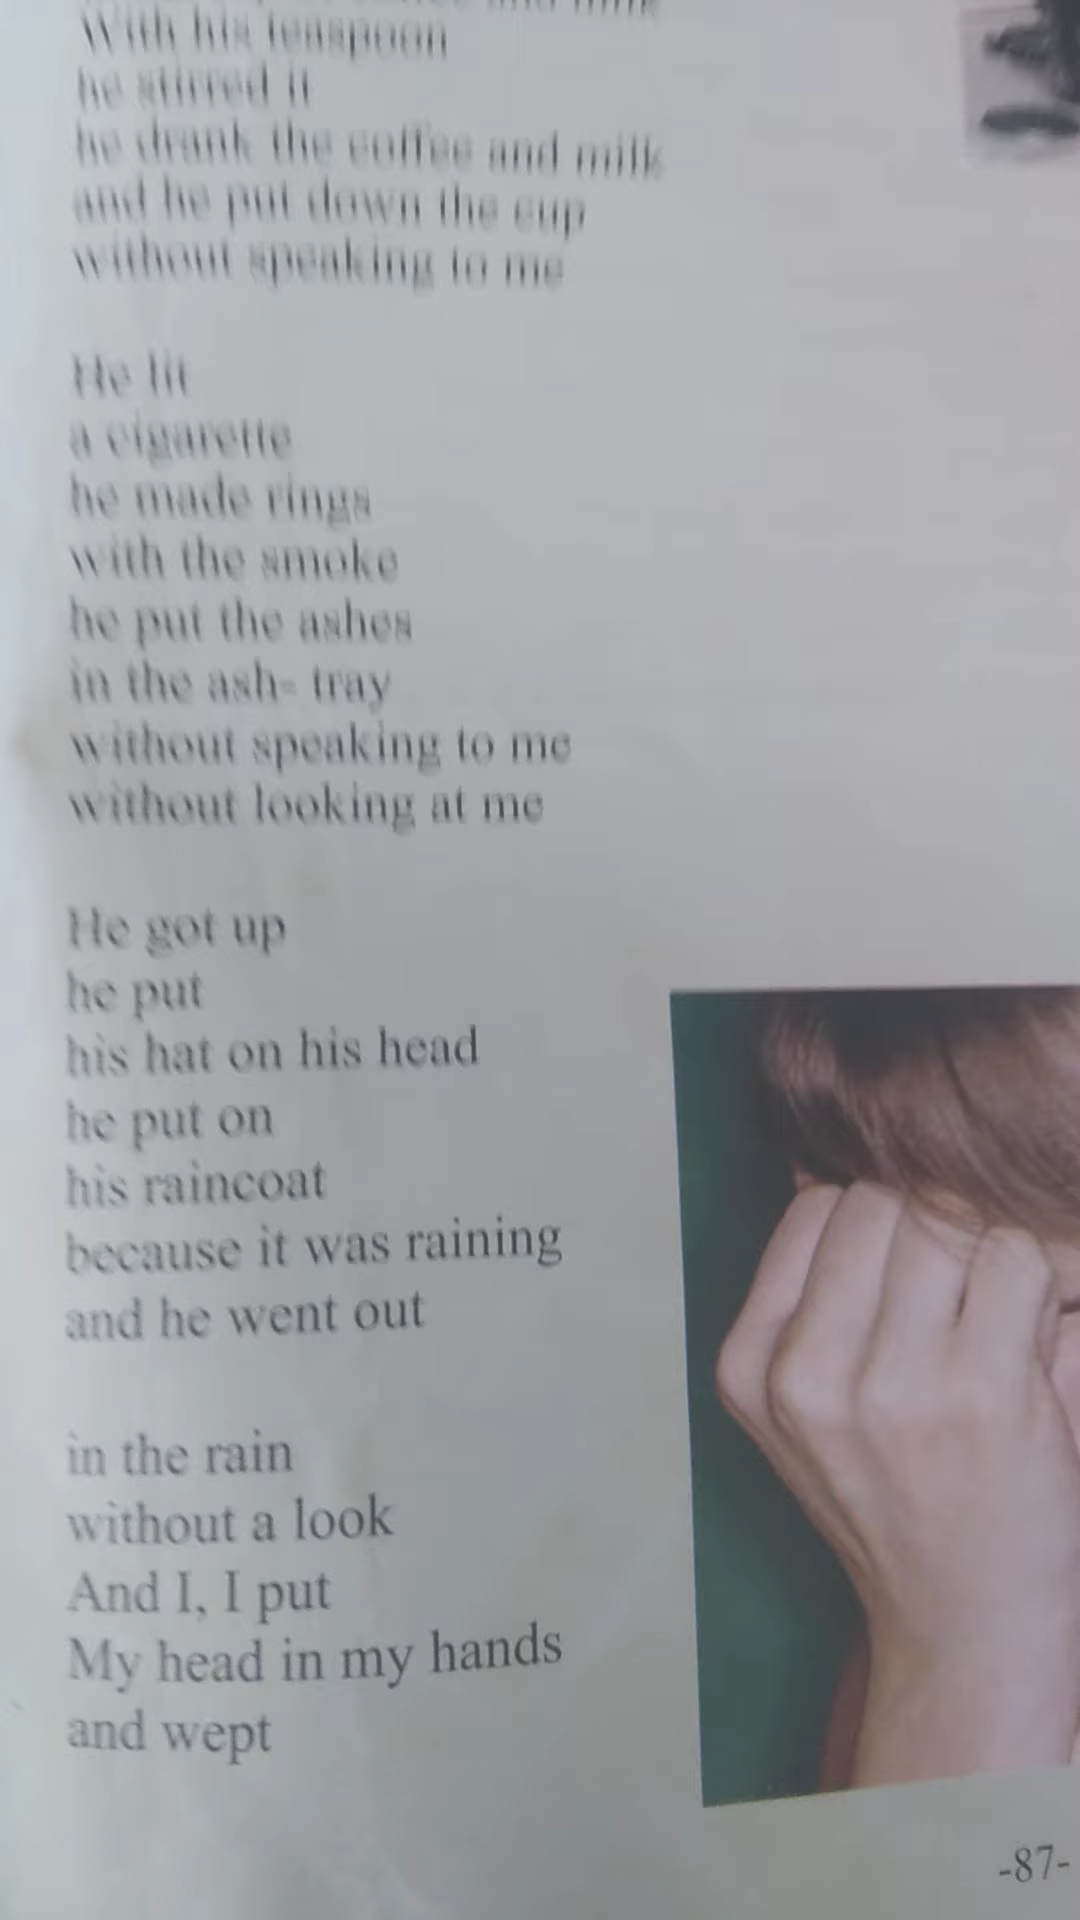 With his teaspoon
he stirred it
he drank the coffee and milk
and he put down the cup
without speaking to me
He lit
a cigarette
he made rings
with the smoke
he put the ashes
in the ash- tray
without speaking to me
without looking at me
He got up
he put
his hat on his head
he put on
his raincoat
because it was raining
and he went out
in the rain
without a look
And I, I put
My head in my hands
and wept
-87-